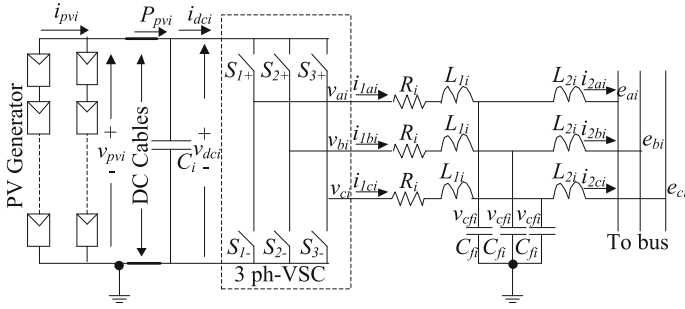 i_pvi P_pvi i_dci
PV Generator
+ v_pvi -
DC Cables
C_i
+ v_dci -
S_1+ S_2+ S_3+
S_1- S_2- S_3-
3 ph-VSC
v_ai i_1ai R_i L_1i L_2i i_2ai e_ai
v_bi i_1bi R_i L_1i L_2i i_2bi e_bi
v_ci i_1ci R_i L_1i L_2i i_2ci
v_cfi v_cfi v_cfi
C_fi C_fi C_fi
To bus